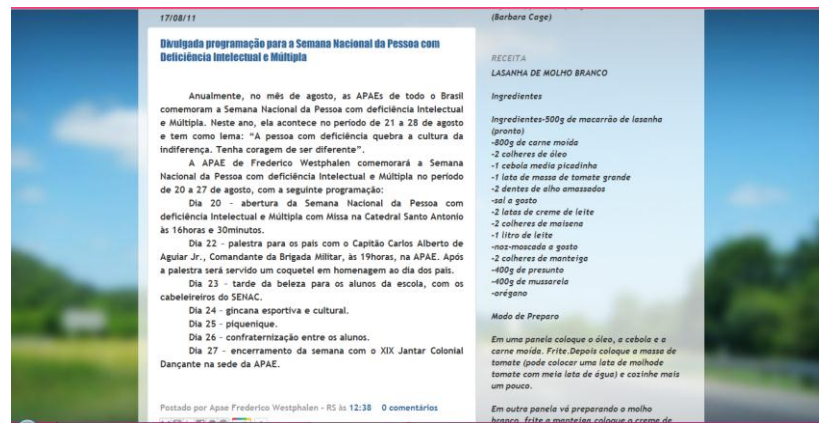 17/08/11
Divulgada programação para a Semana Nacional da Pessoa com
Deficiência Intelectual e Múltipla
Anualmente, no mês de agosto, as APAEs de todo o Brasil
comemoram a Semana Nacional da Pessoa com deficiência Intelectual
e Múltipla. Neste ano, ela acontece no período de 21 a 28 de agosto
e tem como lema: "A pessoa com deficiência quebra a cultura da
indiferença. Tenha coragem de ser diferente".
A APAE de Frederico Westphalen comemorará a Semana
Nacional da Pessoa com deficiência Intelectual e Múltipla no período
de 20 a 27 de agosto, com a seguinte programação:
Dia 20 - abertura da Semana Nacional da Pessoa com
deficiência Intelectual e Múltipla com Missa na Catedral Santo Antonio
às 16horas e 30minutos.
Dia 22 - palestra para os pais com o Capitão Carlos Alberto de
Aguiar Jr., Comandante da Brigada Militar, às 19horas, na APAE. Após
a palestra será servido um coquetel em homenagem ao dia dos pais.
Dia 23 - tarde da beleza para os alunos da escola, com os
cabeleireiros do SENAC.
Dia 24 - gincana esportiva e cultural.
Dia 25 - piquenique.
Dia 26 - confraternização entre os alunos.
Dia 27 - encerramento da semana com o XIX Jantar Colonial
Dançante na sede da APAE.
Postado por Apae Frederico Westphalen - RS às 12:38 0 comentários
(Barbara Cage)
RECEITA
LASANHA DE MOLHO BRANCO
Ingredientes
Ingredientes-500g de macarrão de lasanha
(pronto)
-800g de carne moída
-2 colheres de óleo
-1 cebola media picadinha
-1 lata de massa de tomate grande
-2 dentes de alho amassados
-sal a gosto
-2 latas de creme de leite
-2 colheres de maisena
-1 litro de leite
-noz-moscada a gosto
-2 colheres de manteiga
-400g de presunto
-400g de mussarela
-orégano
Modo de Preparo
Em uma panela coloque o óleo, a cebola e a
carne moída. Frite.Depois coloque a massa de
tomate (pode colocar uma lata de molhode
tomate com meia lata de água) e cozinhe mais
um pouco.
Em outra panela vá preparando o molho
branco, frite a manteiga coloque o creme de